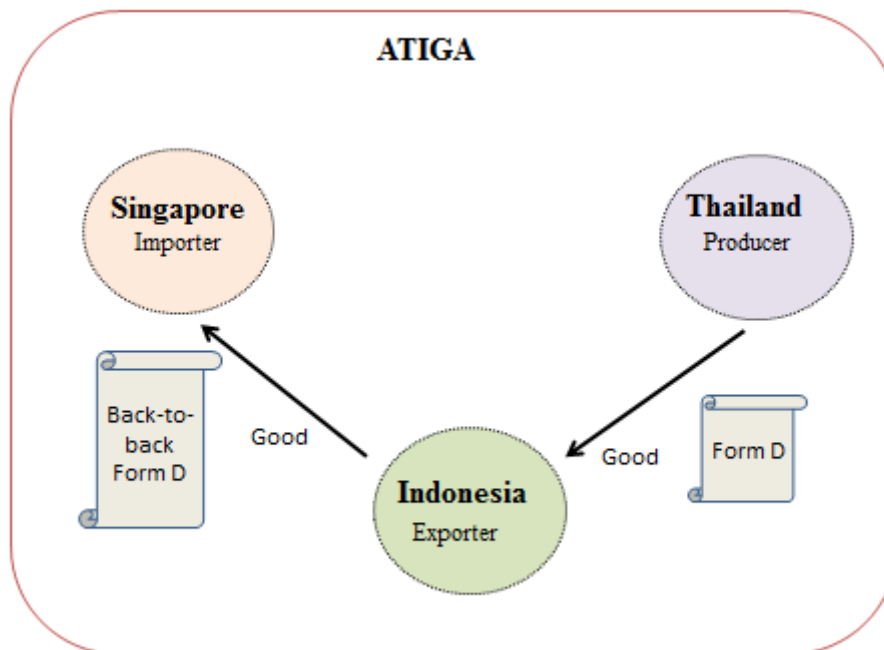 ATIGA
Singapore
Importer
Thailand
Producer
Back-to-
back
Form D
Good
Good
Form D
Indonesia
Exporter